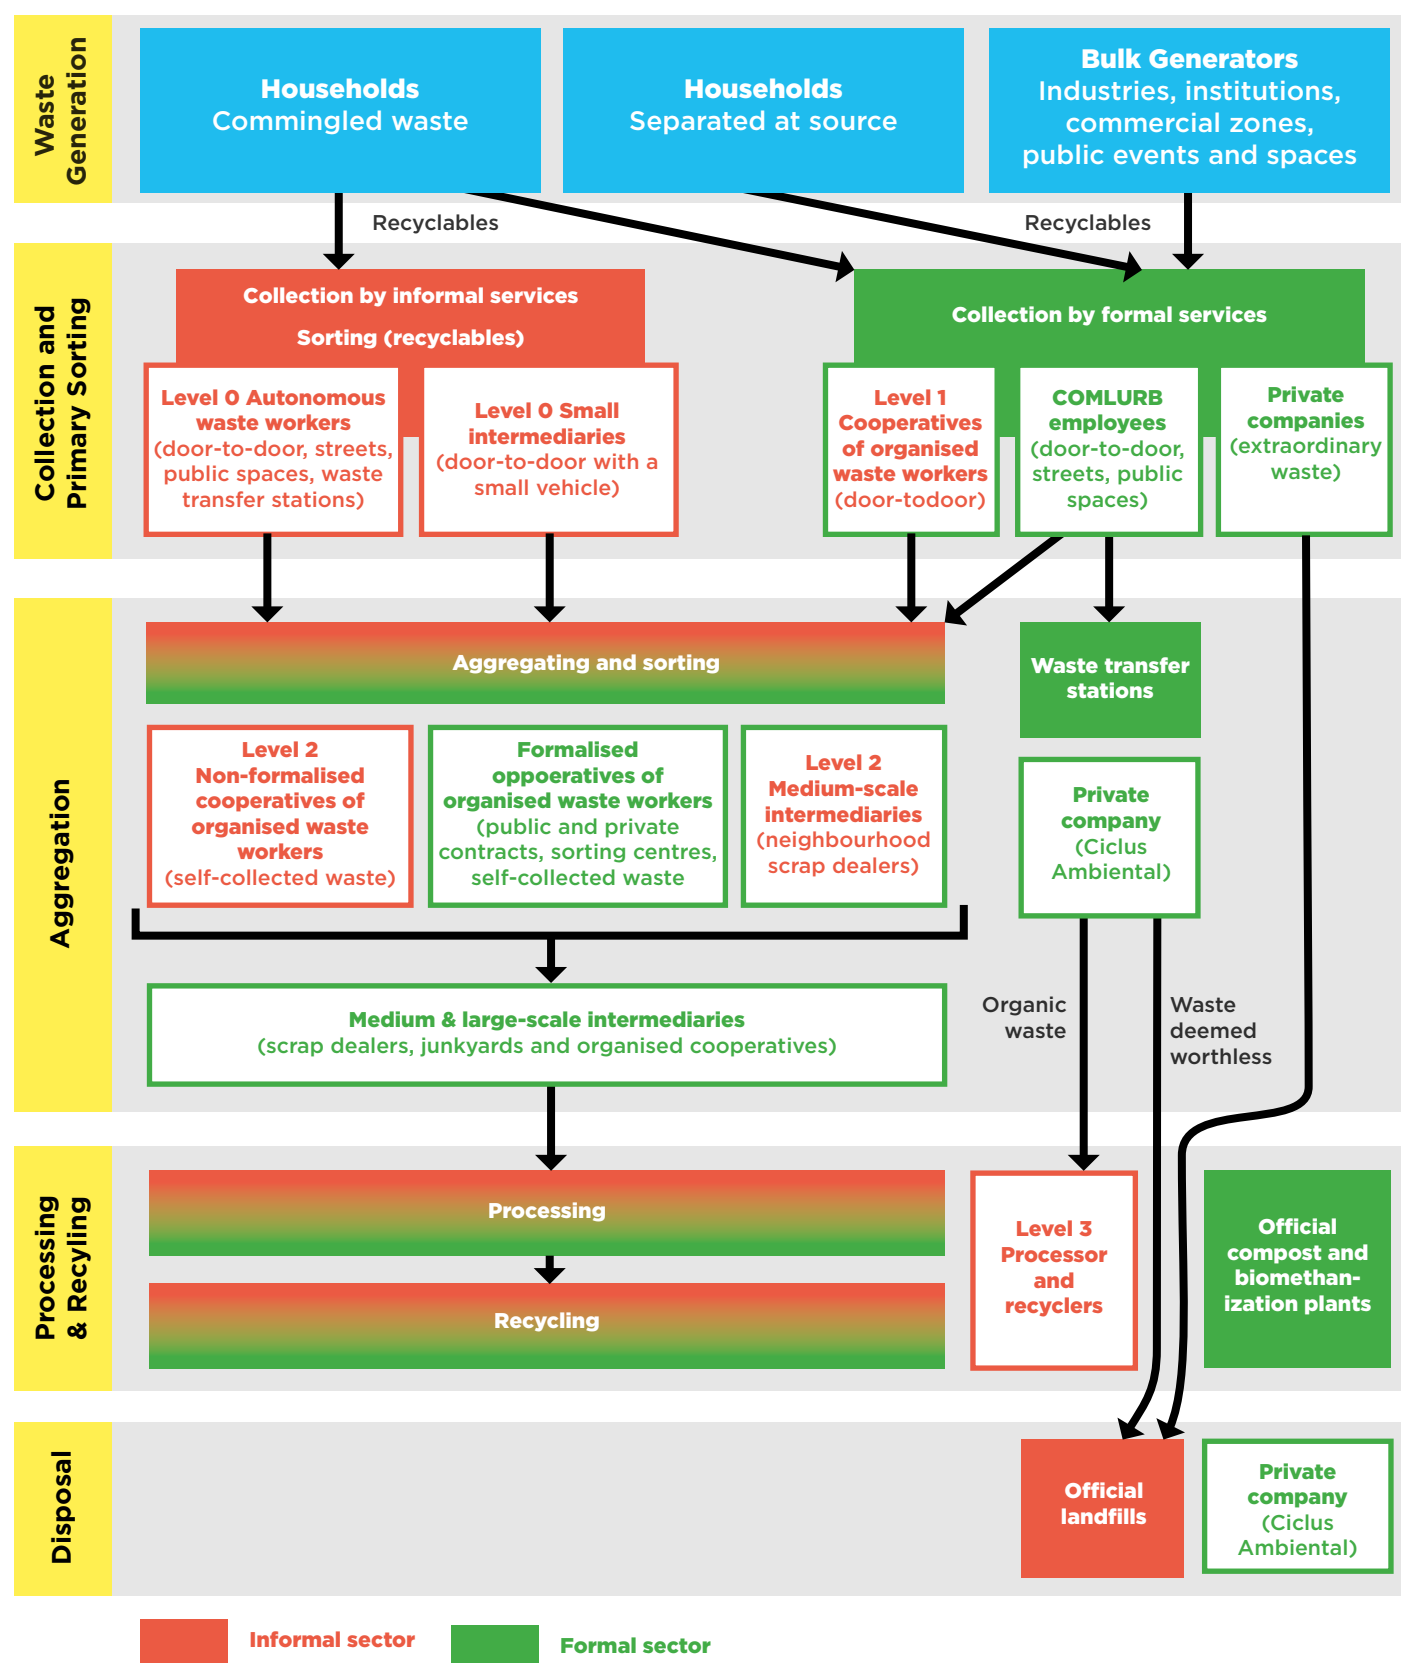 Waste
Generation
Households
Commingled waste
Households
Separated at source
Bulk Generators
Industries, institutions,
commercial zones,
public events and spaces
Recyclables
Recyclables
Collection and
Primary Sorting
Collection by informal services
Sorting (recyclables)
Level 0 Autonomous
waste workers
(door-to-door, streets,
public spaces, waste
transfer stations)
Level 0 Small
intermediaries
(door-to-door with a
small vehicle)
Collection by formal services
Level 1
Cooperatives
of organised
waste workers
(door-todoor)
COMLURB
employees
(door-to-door,
streets, public
spaces)
Private
companies
(extraordinary
waste)
Aggregation
Aggregating and sorting
Level 2
Non-formalised
cooperatives of
organised waste
workers
(self-collected waste)
Formalised
oppoeratives of
organised waste workers
(public and private
contracts, sorting centres,
self-collected waste
Level 2
Medium-scale
intermediaries
(neighbourhood
scrap dealers)
Waste transfer
stations
Private
company
(Ciclus
Ambiental)
Medium & large-scale intermediaries
(scrap dealers, junkyards and organised cooperatives)
Organic
waste
Waste
deemed
worthless
Processing
& Recyling
Processing
Recycling
Level 3
Processor
and
recyclers
Official
compost and
biomethan-
ization plants
Disposal
Official
landfills
Private
company
(Ciclus
Ambiental)
Informal sector
Formal sector